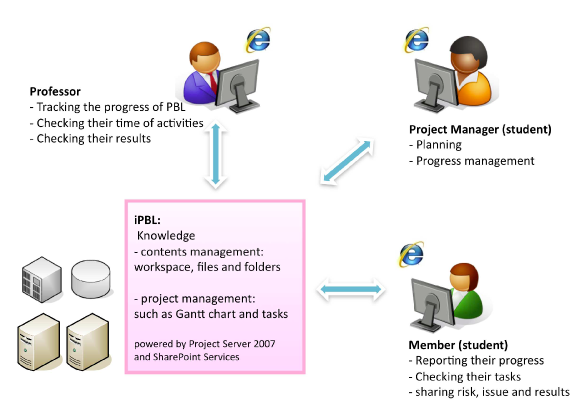 Professor
- Tracking the progress of PBL
- Checking their time of activities
- Checking their results
Project Manager (student)
- Planning
- Progress management
iPBL:
Knowledge
- contents management:
workspace, files and folders
- project management:
such as Gantt chart and tasks
powered by Project Server 2007
and SharePoint Services
Member (student)
- Reporting their progress
- Checking their tasks
- sharing risk, issue and results